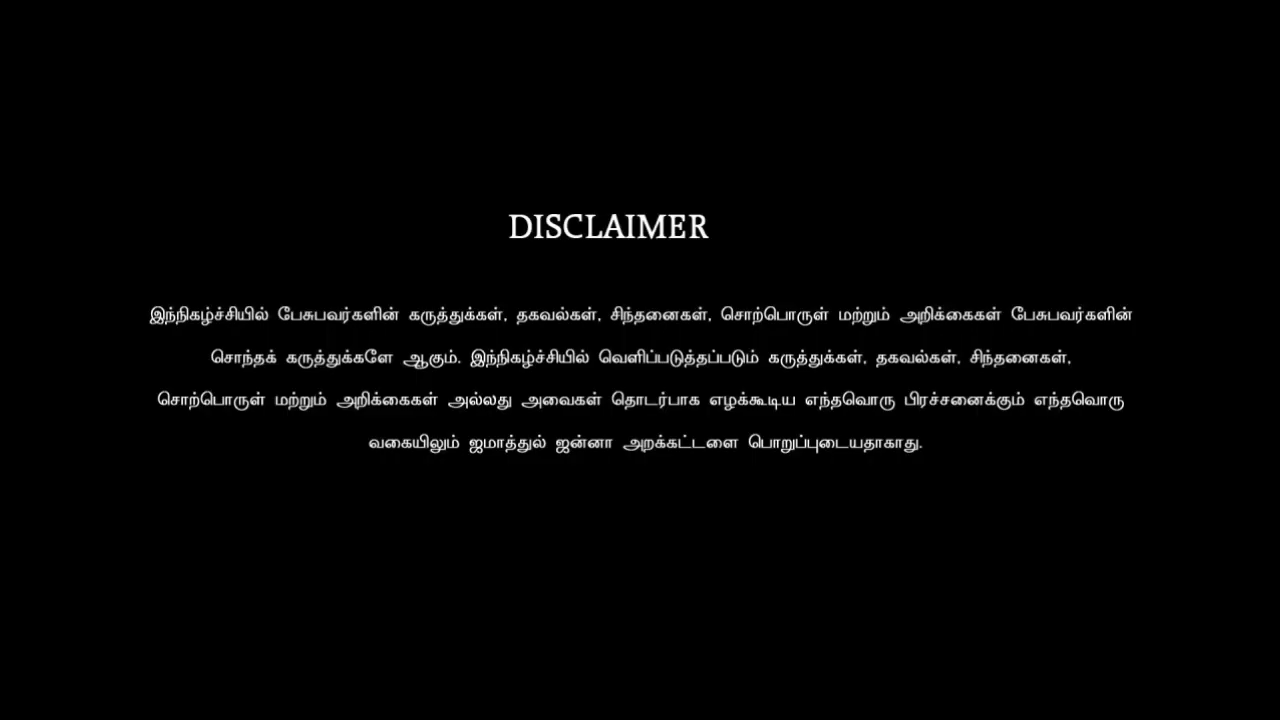 DISCLAIMER
இந்நிகழ்ச்சியில் பேசுபவர்களின் கருத்துக்கள், தகவல்கள், சிந்தனைகள், சொற்பொருள் மற்றும் அறிக்கைகள் பேசுபவர்களின்
சொந்தக் கருத்துக்களே ஆகும். இந்நிகழ்ச்சியில் வெளிப்படுத்தப்படும் கருத்துக்கள், தகவல்கள், சிந்தனைகள்,
சொற்பொருள் மற்றும் அறிக்கைகள் அல்லது அவைகள் தொடர்பாக எழக்கூடிய எந்தவொரு பிரச்சனைக்கும் எந்தவொரு
வகையிலும் ஜமாத்துல் ஜன்னா அறக்கட்டளை பொறுப்புடையதாகாது.